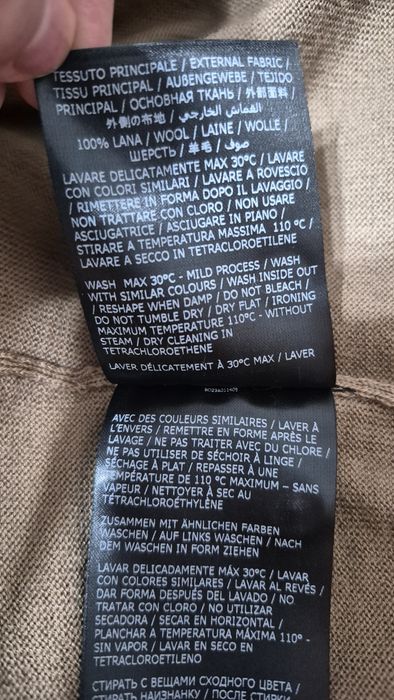 TESSUTO PRINCIPALE / EXTERNAL FABRIC /
TISSU PRINCIPAL / AUßENGEWEBE / TEJIDO
PRINCIPAL / ОСНОВНАЯ ТКАНЬ / 外部面料 /
外側の布地 / القماش الخارجي /
100% LANA / WOOL / LAINE / WOLLE /
ШЕРСТЬ / 羊毛 / صوف /
LAVARE DELICATAMENTE MAX 30ºC / LAVARE
CON COLORI SIMILARI / LAVARE A ROVESCIO
/ RIMETTERE IN FORMA DOPO IL LAVAGGIO /
NON TRATTARE CON CLORO / NON USARE
ASCIUGATRICE / ASCIUGARE IN PIANO /
STIRARE A TEMPERATURA MASSIMA 110 ºC /
LAVARE A SECCO IN TETRACLOROETILENE
WASH MAX 30ºC - MILD PROCESS / WASH
WITH SIMILAR COLOURS / WASH INSIDE OUT
/ RESHAPE WHEN DAMP / DO NOT BLEACH /
DO NOT TUMBLE DRY / DRY FLAT / IRONING
MAXIMUM TEMPERATURE 110ºC - WITHOUT
STEAM / DRY CLEANING IN
TETRACHLOROETHENE
LAVER DÉLICATEMENT À 30ºC MAX / LAVER
AVEC DES COULEURS SIMILAIRES / LAVER À
L'ENVERS / REMETTRE EN FORME APRÈS LE
LAVAGE / NE PAS TRAITER AVEC DU CHLORE /
NE PAS UTILISER DE SÉCHOIR À LINGE /
SÉCHAGE À PLAT / REPASSER À UNE
TEMPÉRATURE DE 110 ºC MAXIMUM – SANS
VAPEUR / NETTOYER À SEC AU
TÉTRACHLOROÉTHYLÈNE
ZUSAMMEN MIT ÄHNLICHEN FARBEN
WASCHEN / AUF LINKS WASCHEN / NACH
DEM WASCHEN IN FORM ZIEHEN
LAVAR DELICADAMENTE MÁX 30ºC / LAVAR
CON COLORES SIMILARES / LAVAR AL REVÉS /
DAR FORMA DESPUÉS DEL LAVADO / NO
TRATAR CON CLORO / NO UTILIZAR
SECADORA / SECAR EN HORIZONTAL /
PLANCHAR A TEMPERATURA MÁXIMA 110º -
SIN VAPOR / LAVAR EN SECO EN
TETRACLOROETILENO
СТИРАТЬ С ВЕЩАМИ СХОДНОГО ЦВЕТА /
СТИРАТЬ НАИЗНАНКУ / ПОСЛЕ СТИРКИ